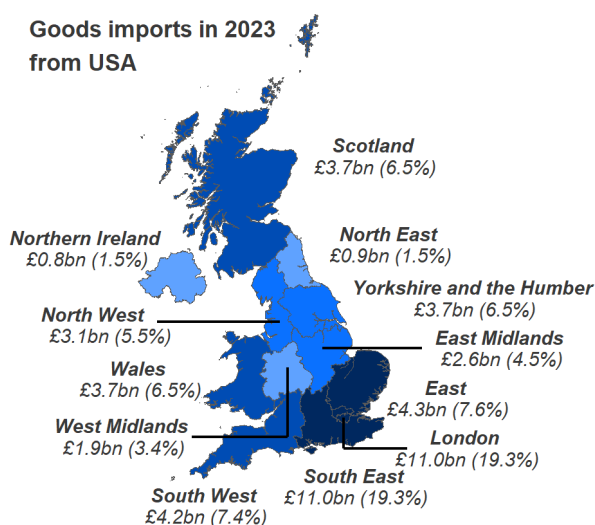 Goods imports in 2023
from USA
Scotland
£3.7bn (6.5%)
Northern Ireland
£0.8bn (1.5%)
North East
£0.9bn (1.5%)
Yorkshire and the Humber
£3.7bn (6.5%)
North West
£3.1bn (5.5%)
East Midlands
£2.6bn (4.5%)
Wales
£3.7bn (6.5%)
East
£4.3bn (7.6%)
West Midlands
£1.9bn (3.4%)
London
£11.0bn (19.3%)
South East
£11.0bn (19.3%)
South West
£4.2bn (7.4%)